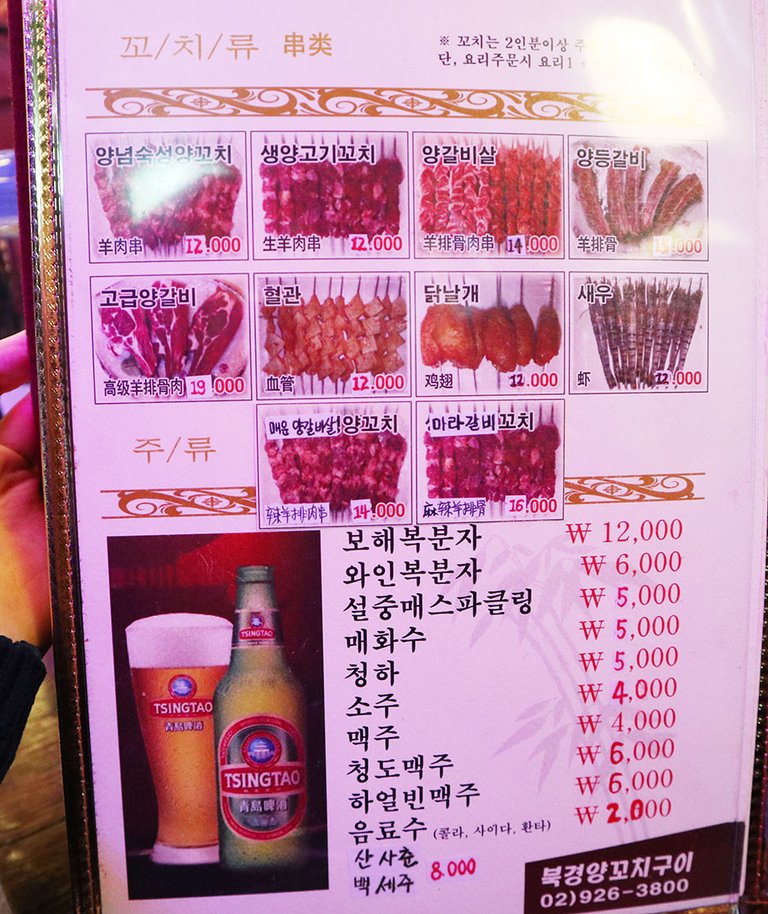 꼬/치/류 串类
※ 꼬치는 2인분이상
단, 요리주문시 요리1 +
양념숙성양꼬치
羊肉串 12.000
생양고기꼬치
生羊肉串 12.000
양갈비살
羊排骨肉串 14.000
양등갈비
羊排骨 15.000
고급양갈비
高级羊排骨肉 19.000
혈관
血管 12.000
닭날개
鸡翅 12.000
새우
虾 12.000
매운 양갈비살 양꼬치
辣羊排肉串 14.000
마라갈비 꼬치
麻辣羊排骨 16.000
주/류
보해복분자 ₩ 12,000
와인복분자 ₩ 6,000
설중매스파클링 ₩ 5,000
매화수 ₩ 5,000
청하 ₩ 5,000
소주 ₩ 4,000
맥주 ₩ 4,000
청도맥주 ₩ 6,000
하얼빈맥주 ₩ 6,000
음료수 (콜라, 사이다, 환타) ₩ 2,000
산사춘
백세주 8.000
TSINGTAO
青岛啤酒
TSINGTAO
TSINGTAO
BEER
青島啤酒
북경양꼬치구이
02)926-3800